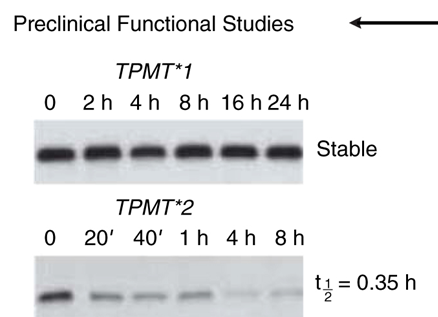 Preclinical Functional Studies
TPMT*1
0 2 h 4 h 8 h 16 h 24 h
Stable
TPMT*2
0 20′ 40′ 1 h 4 h 8 h
t1/2 = 0.35 h